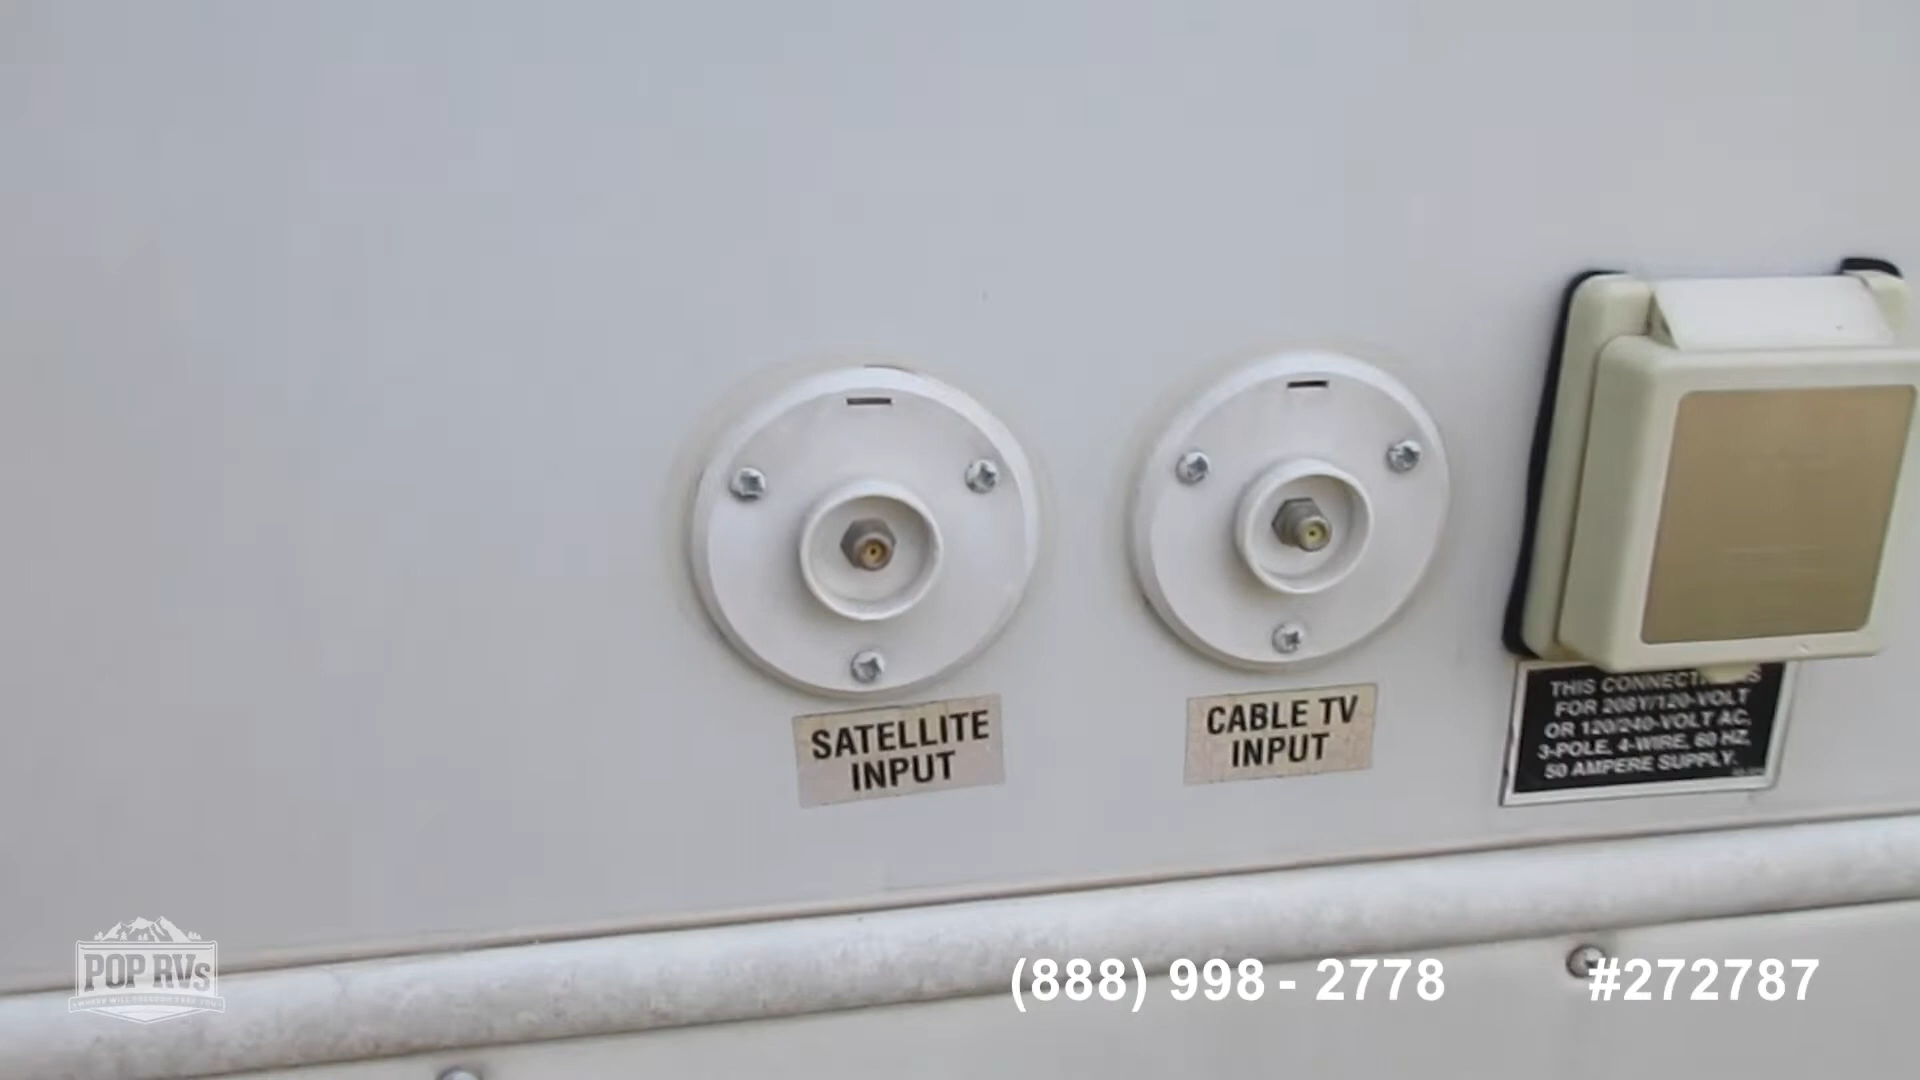 SATELLITE
INPUT
CABLE TV
INPUT
THIS CONNECT
FOR 208Y/120-VOLT
OR 120/240-VOLT AC,
3-POLE, 4-WIRE, 60 HZ,
50 AMPERE SUPPLY.
POP RVs
(888) 998 - 2778
#272787